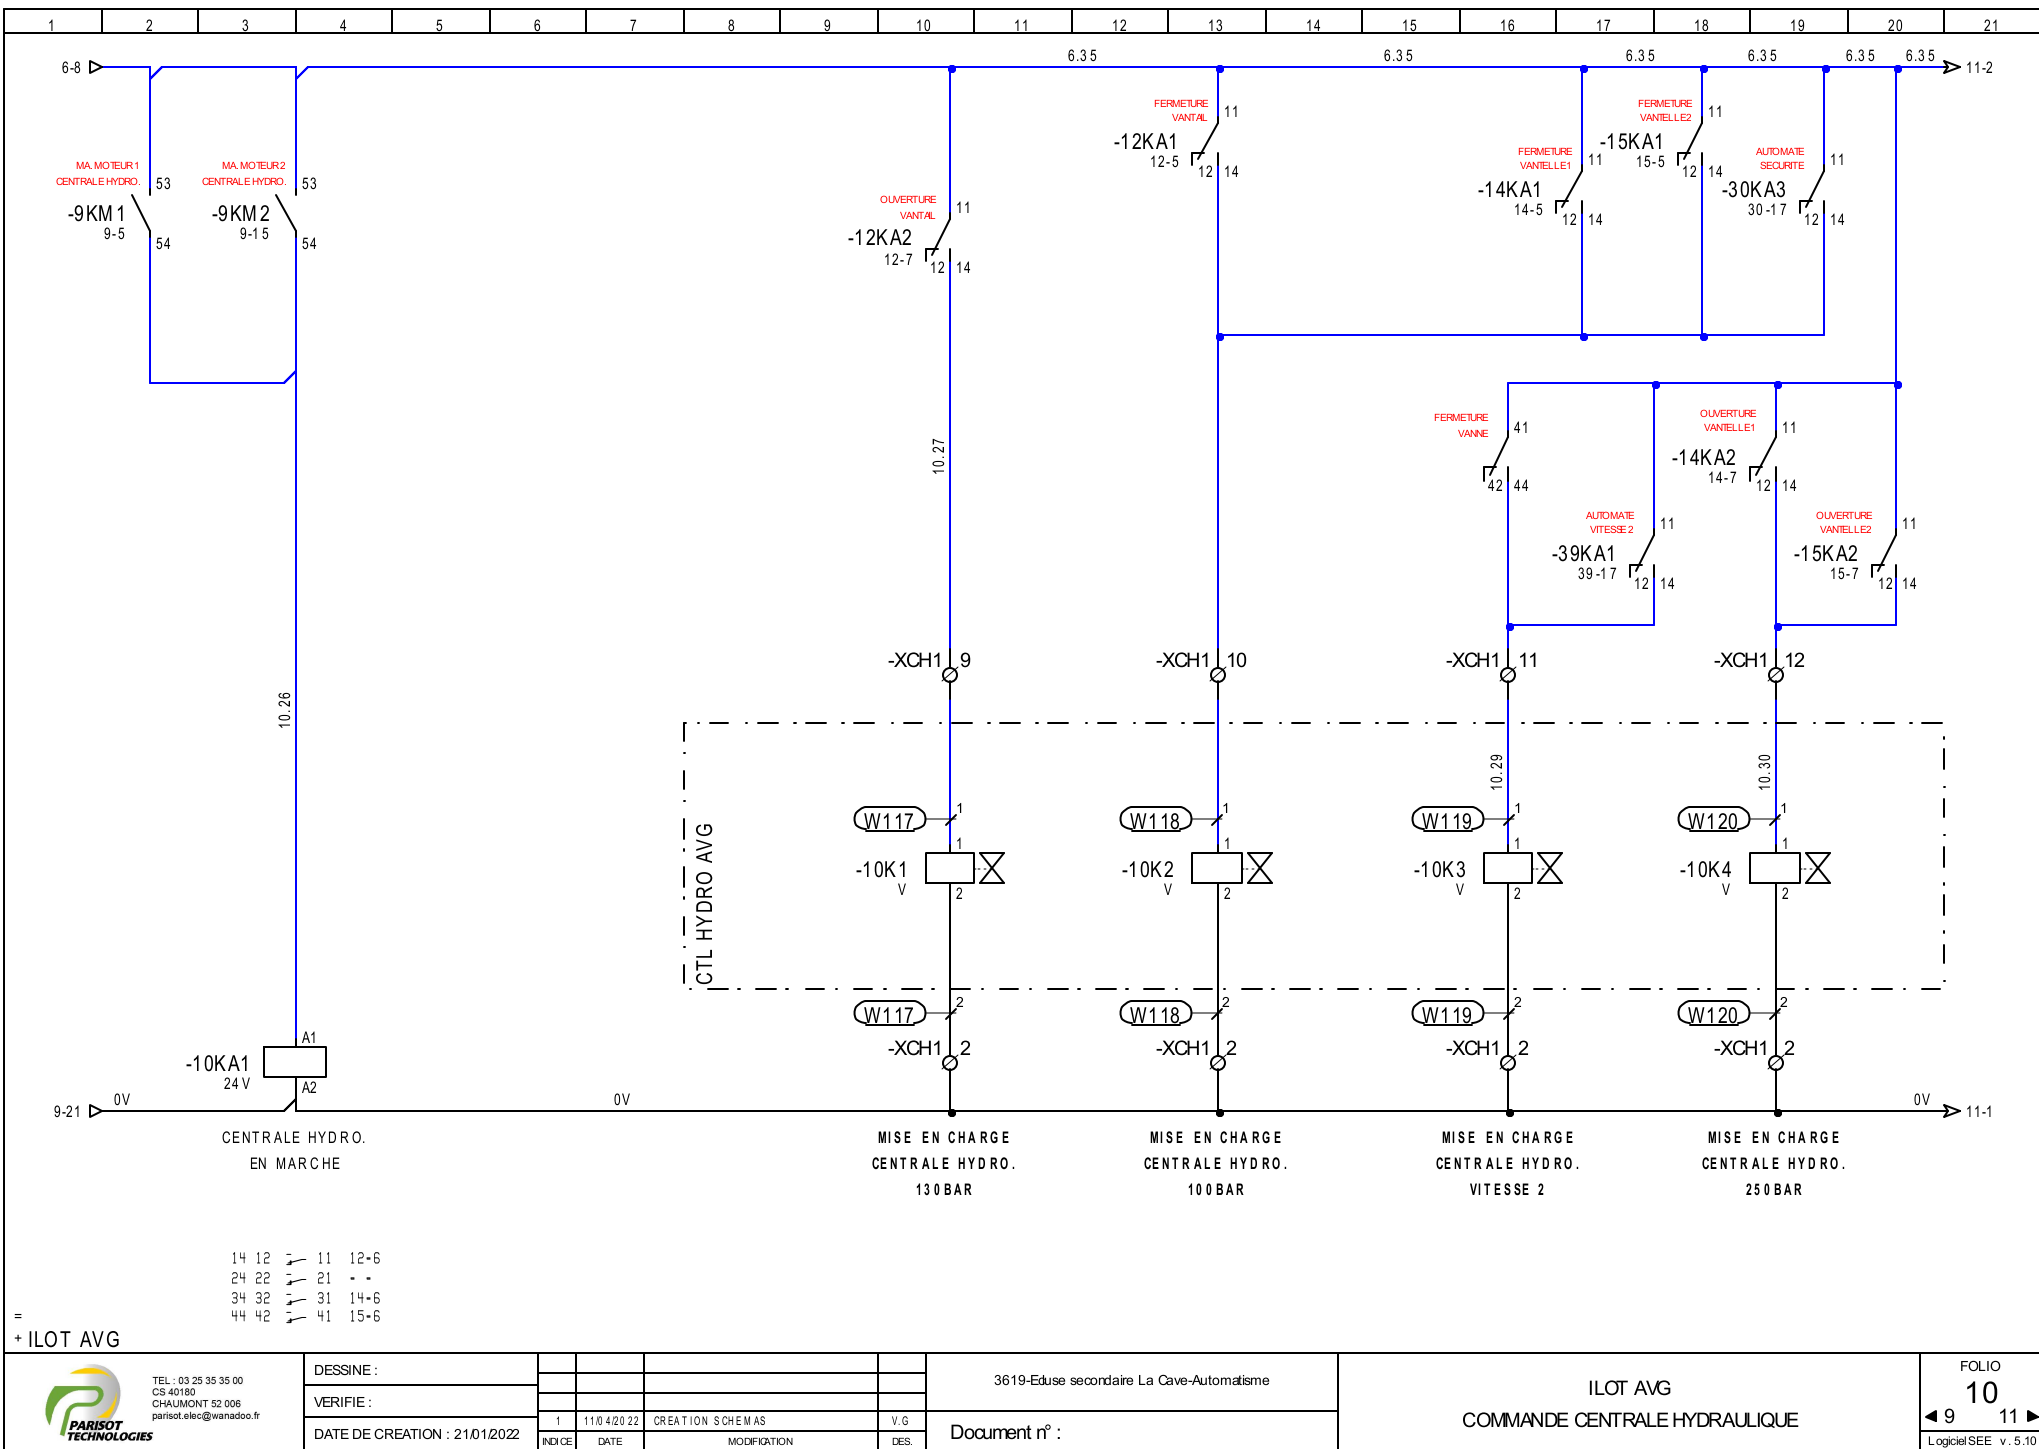 1 2 3 4 5 6 7 8 9 10 11 12 13 14 15 16 17 18 19 20 21
6-8
6.35
6.35
6.35
6.35
6.35
6.35
11-2
MA. MOTEUR1
CENTRALE HYDRO.
-9KM1
9-5
53
54
MA. MOTEUR2
CENTRALE HYDRO.
-9KM2
9-15
53
54
OUVERTURE
VANTAIL
-12KA2
12-7
11
12 14
FERMETURE
VANTAIL
-12KA1
12-5
11
12 14
FERMETURE
VANTELLE1
-14KA1
14-5
11
12 14
FERMETURE
VANTELLE2
-15KA1
15-5
11
12 14
AUTOMATE
SECURITE
-30KA3
30-17
11
12 14
FERMETURE
VANNE
41
42 44
AUTOMATE
VITESSE 2
-39KA1
39-17
11
12 14
OUVERTURE
VANTELLE1
-14KA2
14-7
11
12 14
OUVERTURE
VANTELLE2
-15KA2
15-7
11
12 14
10.26
10.27
-XCH1 9
-XCH1 10
-XCH1 11
-XCH1 12
10.29
10.30
CTL HYDRO AVG
W117 1
W118 1
W119 1
W120 1
-10K1
V
1
2
-10K2
V
1
2
-10K3
V
1
2
-10K4
V
1
2
W117 2
W118 2
W119 2
W120 2
-XCH1 2
-XCH1 2
-XCH1 2
-XCH1 2
-10KA1
24V
A1
A2
9-21
0V
0V
0V
11-1
CENTRALE HYDRO.
EN MARCHE
MISE EN CHARGE
CENTRALE HYDRO.
130BAR
MISE EN CHARGE
CENTRALE HYDRO.
100BAR
MISE EN CHARGE
CENTRALE HYDRO.
VITESSE 2
MISE EN CHARGE
CENTRALE HYDRO.
250BAR
14 12 11 12-6
24 22 21 - -
34 32 31 14-6
44 42 41 15-6
=
+ ILOT AVG
PARISOT
TECHNOLOGIES
TEL : 03 25 35 35 00
CS 40180
CHAUMONT 52 006
parisot.elec@wanadoo.fr
DESSINE :
VERIFIE :
DATE DE CREATION : 21/01/2022
1 11/04/2022 CREATION SCHEMAS V.G
INDICE DATE MODIFICATION DES.
3619-Eduse secondaire La Cave-Automatisme
Document n° :
ILOT AVG
COMMANDE CENTRALE HYDRAULIQUE
FOLIO
10
9 11
Logiciel SEE v. 5.10